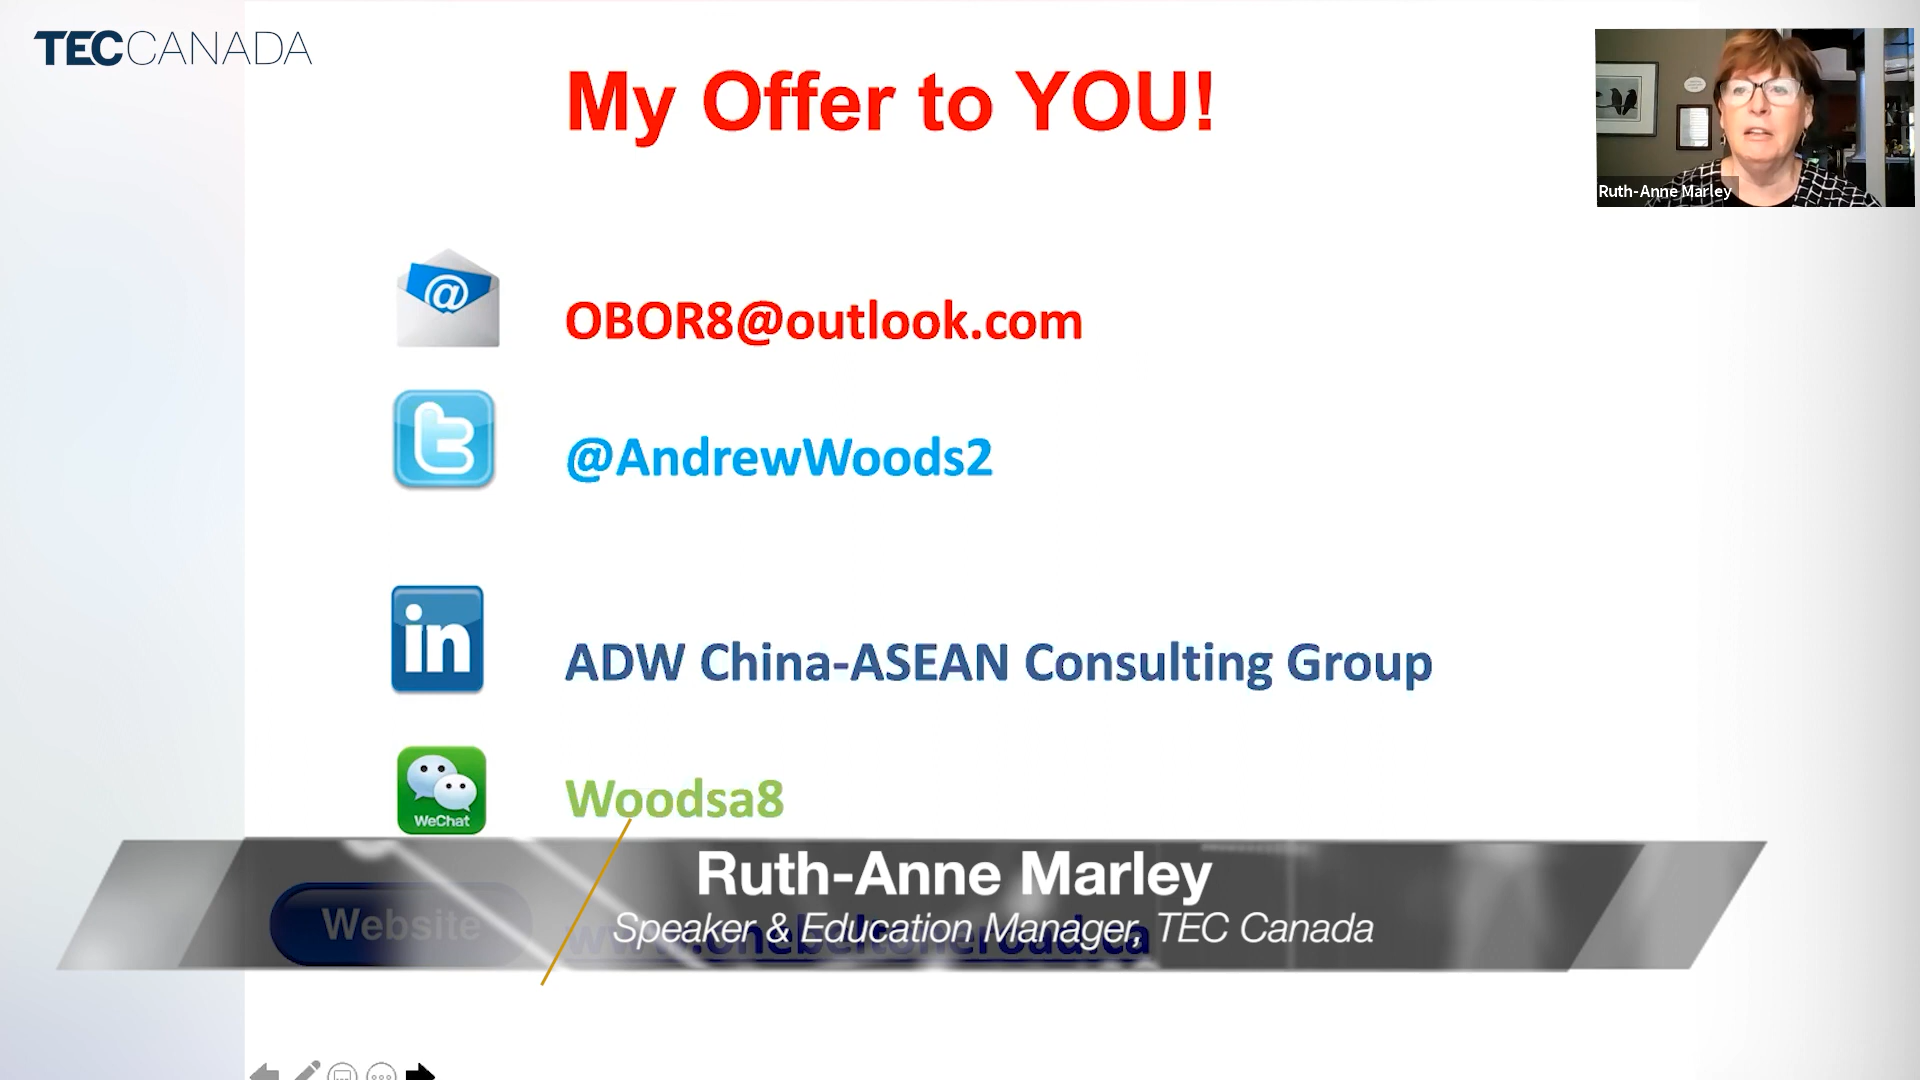 TECCANADA
My Offer to YOU!
Ruth-Anne Marley
@
OBOR8@outlook.com
@AndrewWoods2
in
ADW China-ASEAN Consulting Group
WeChat
Woodsa8
Ruth-Anne Marley
Speaker & Education Manager, TEC Canada
Website